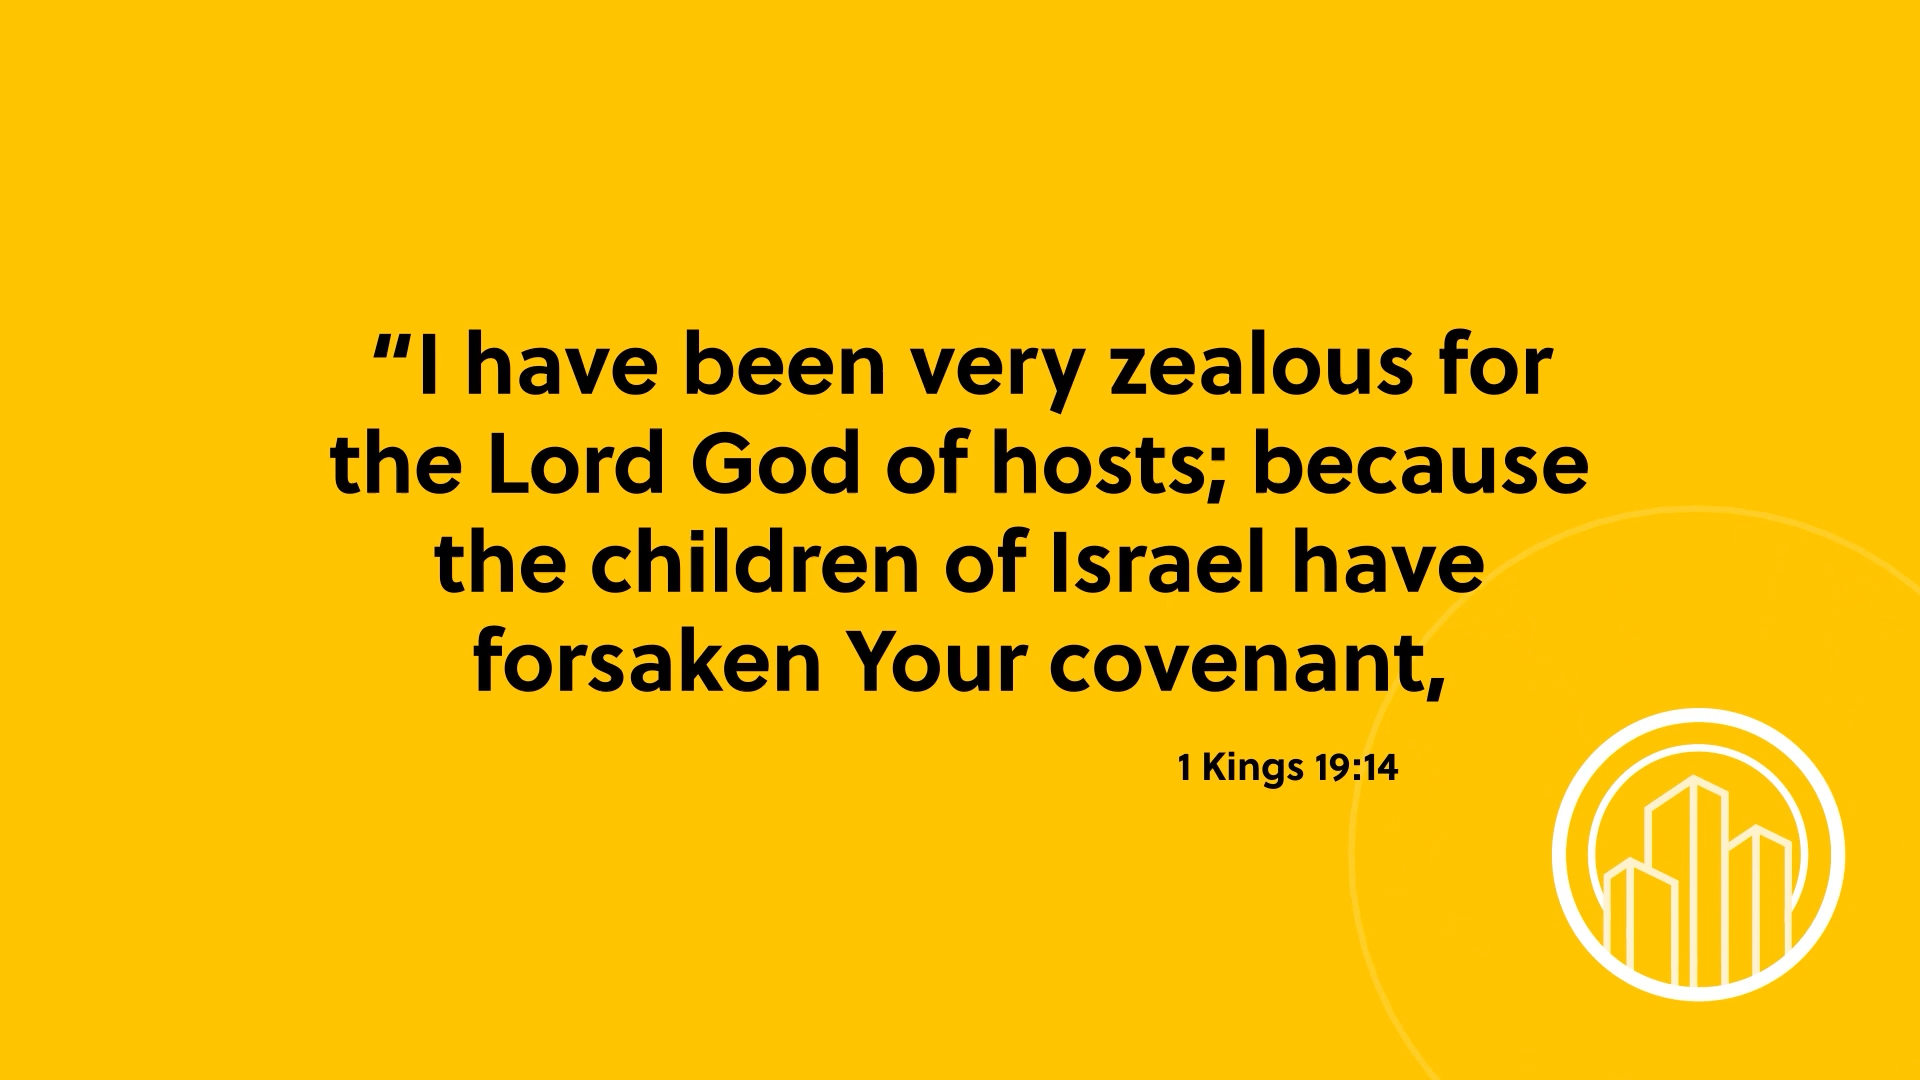 “I have been very zealous for
the Lord God of hosts; because
the children of Israel have
forsaken Your covenant,
1 Kings 19:14